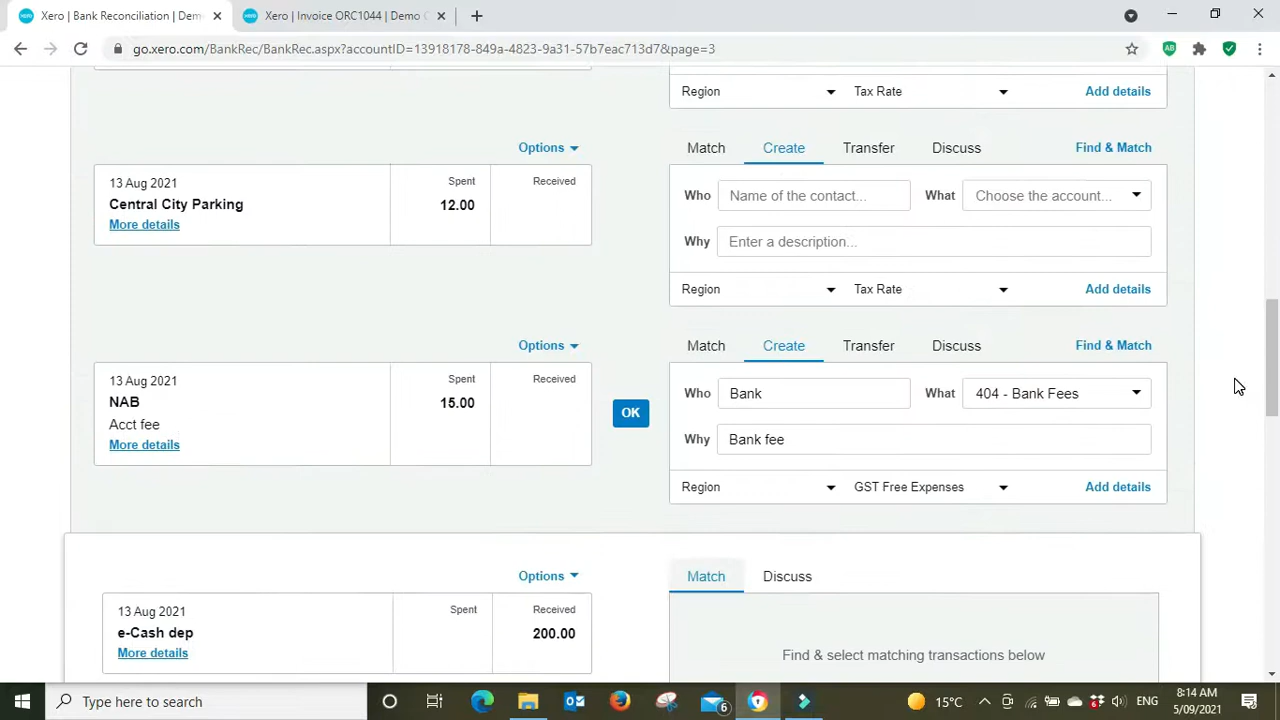 Xero | Bank Reconciliation | Dem
Xero | Invoice ORC1044 | Demo C
go.xero.com/BankRec/BankRec.aspx?accountID=13918178-849a-4823-9a31-57b7eac713d7&page=3
Region
Tax Rate
Add details
Options
Match
Create
Transfer
Discuss
Find & Match
13 Aug 2021
Central City Parking
More details
Spent
12.00
Received
Who
Name of the contact...
What
Choose the account...
Why
Enter a description...
Region
Tax Rate
Add details
Options
Match
Create
Transfer
Discuss
Find & Match
13 Aug 2021
NAB
Acct fee
More details
Spent
15.00
Received
OK
Who
Bank
What
404 - Bank Fees
Why
Bank fee
Region
GST Free Expenses
Add details
Options
Match
Discuss
13 Aug 2021
e-Cash dep
More details
Spent
Received
200.00
Find & select matching transactions below
Type here to search
6
15°C
ENG
8:14 AM
5/09/2021